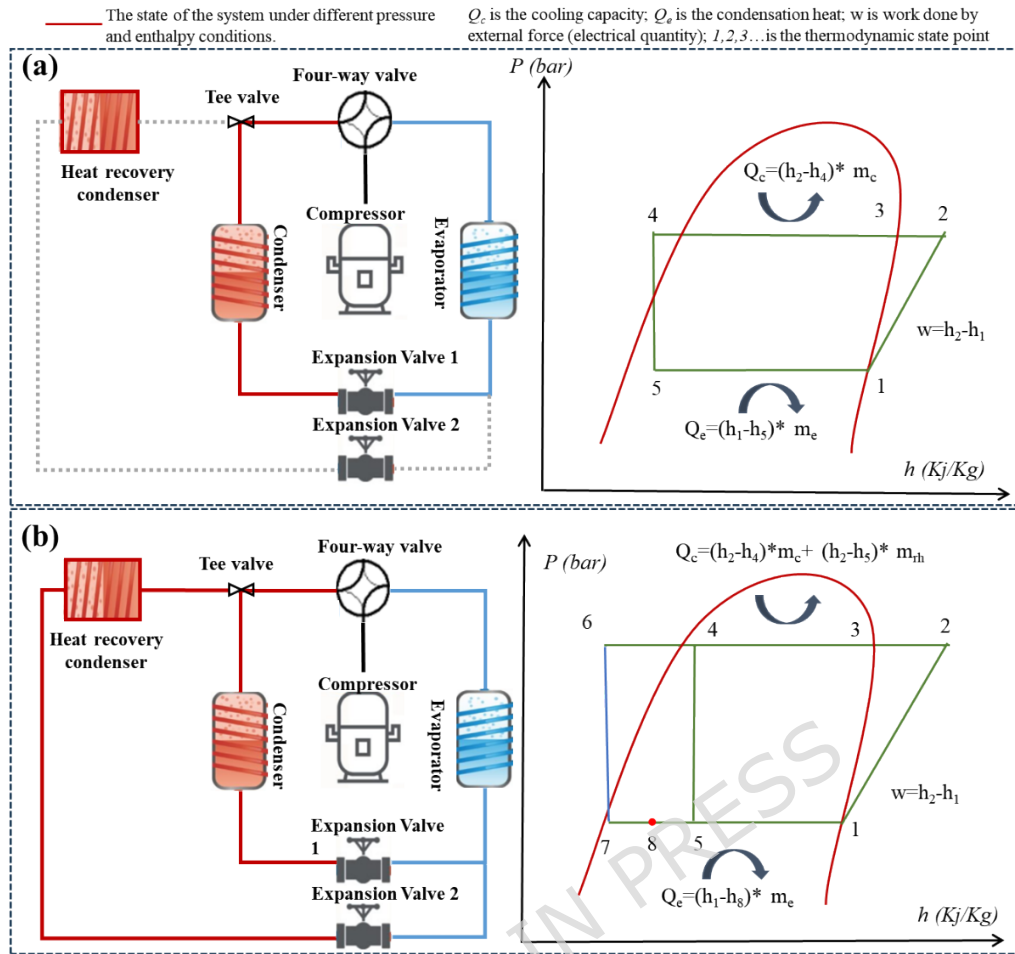 The state of the system under different pressure
and enthalpy conditions.
Q_c is the cooling capacity; Q_e is the condensation heat; w is work done by
external force (electrical quantity); 1,2,3…is the thermodynamic state point
(a)
Four-way valve
Tee valve
Heat recovery
condenser
Condenser
Compressor
Evaporator
Expansion Valve 1
Expansion Valve 2
P (bar)
Q_c=(h_2-h_4)* m_c
4
3
2
w=h_2-h_1
5
1
Q_e=(h_1-h_5)* m_e
h (Kj/Kg)
(b)
Four-way valve
Tee valve
Heat recovery
condenser
Condenser
Compressor
Evaporator
Expansion Valve
1
Expansion Valve 2
P (bar)
Q_c=(h_2-h_4)*m_c+ (h_2-h_5)* m_rh
6
4
3
2
w=h_2-h_1
7
8
5
1
Q_e=(h_1-h_8)* m_e
h (Kj/Kg)
IN PRESS